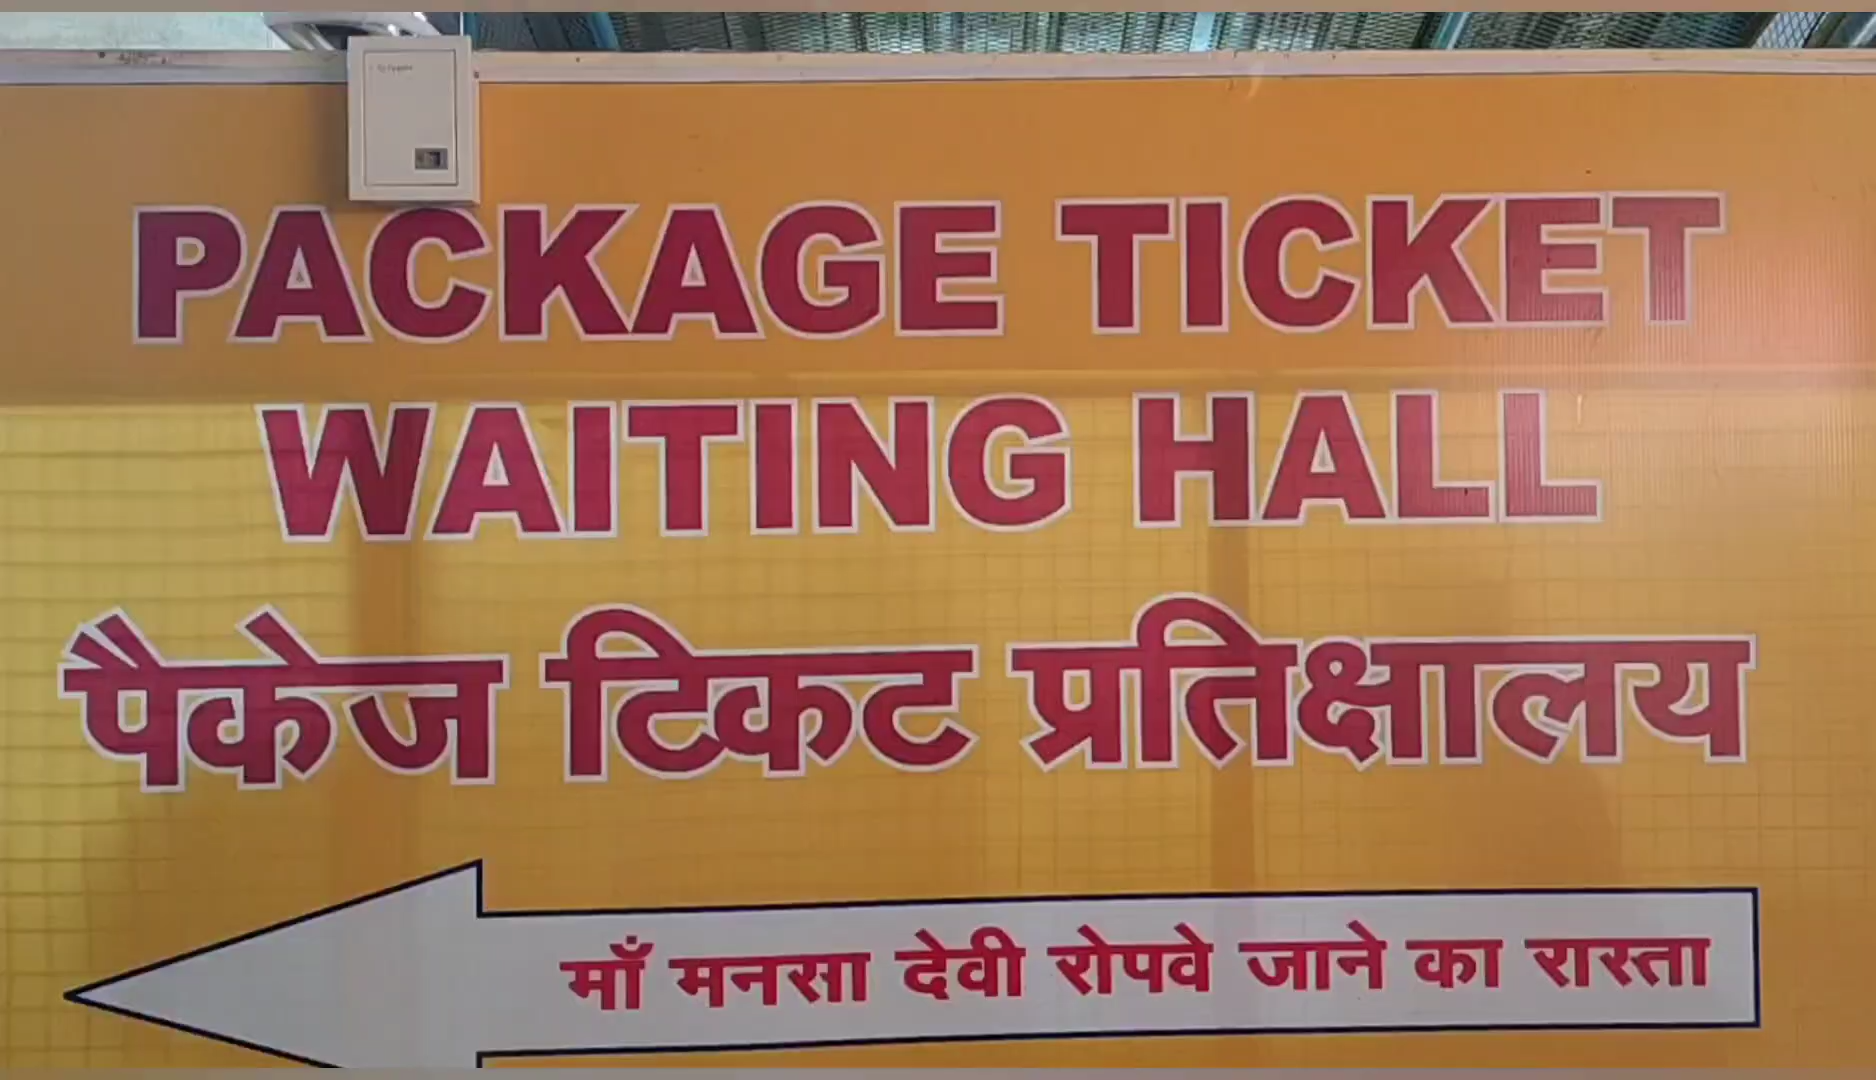 PACKAGE TICKET
WAITING HALL
पैकेज टिकट प्रतिक्षालय
माँ मनसा देवी रोपवे जाने का रास्ता